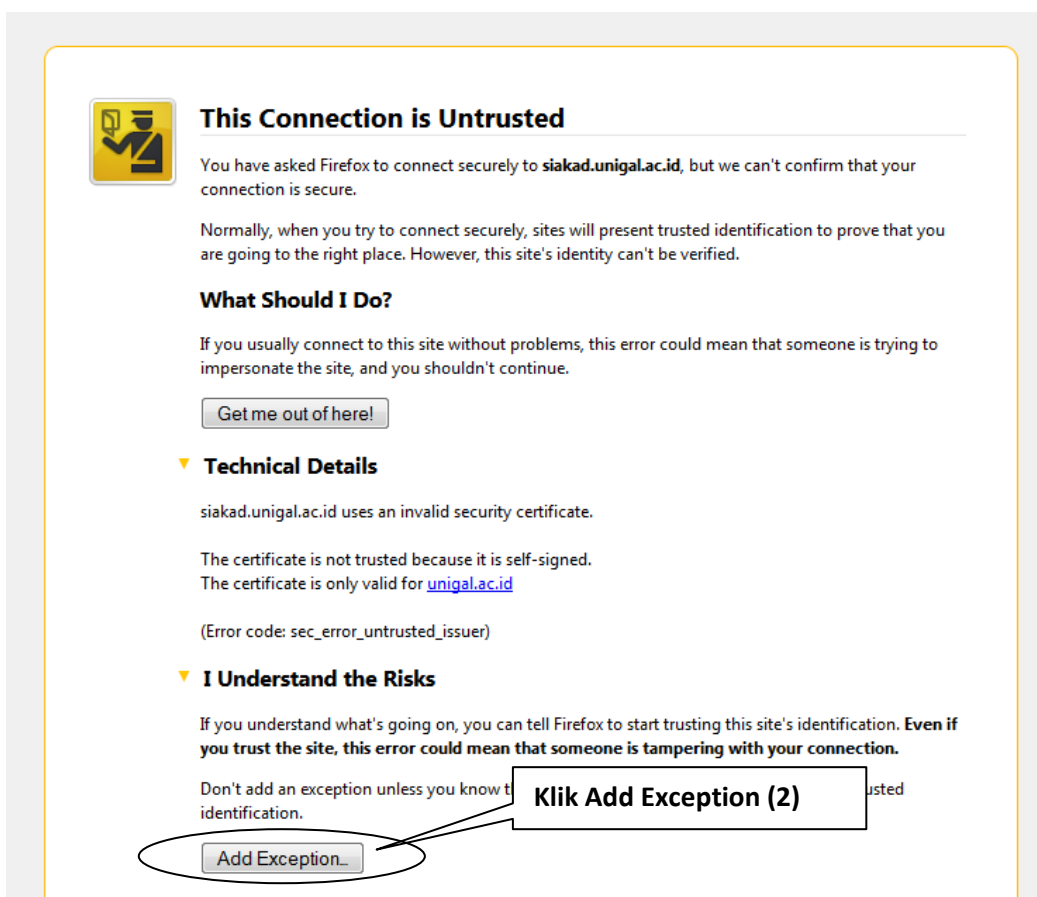 This Connection is Untrusted
You have asked Firefox to connect securely to siakad.unigal.ac.id, but we can't confirm that your
connection is secure.
Normally, when you try to connect securely, sites will present trusted identification to prove that you
are going to the right place. However, this site's identity can't be verified.
What Should I Do?
If you usually connect to this site without problems, this error could mean that someone is trying to
impersonate the site, and you shouldn't continue.
Get me out of here!
Technical Details
siakad.unigal.ac.id uses an invalid security certificate.
The certificate is not trusted because it is self-signed.
The certificate is only valid for unigal.ac.id
(Error code: sec_error_untrusted_issuer)
I Understand the Risks
If you understand what's going on, you can tell Firefox to start trusting this site's identification. Even if
you trust the site, this error could mean that someone is tampering with your connection.
Don't add an exception unless you know
Klik Add Exception (2)
identification.
Add Exception...